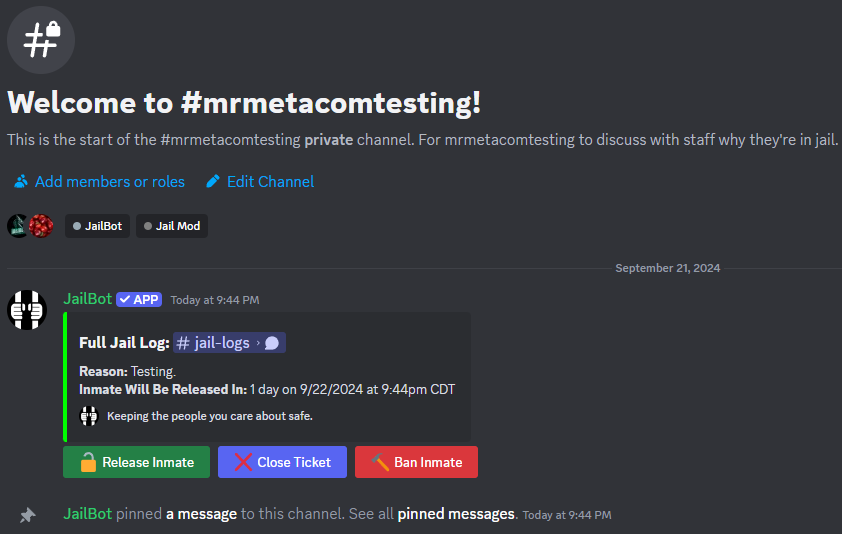 Welcome to #mrmetacomtesting!
This is the start of the #mrmetacomtesting private channel. For mrmetacomtesting to discuss with staff why they're in jail.
Add members or roles Edit Channel
JailBot Jail Mod
September 21, 2024
JailBot APP Today at 9:44 PM
Full Jail Log: # jail-logs ›
Reason: Testing.
Inmate Will Be Released In: 1 day on 9/22/2024 at 9:44pm CDT
Keeping the people you care about safe.
Release Inmate Close Ticket Ban Inmate
JailBot pinned a message to this channel. See all pinned messages. Today at 9:44 PM